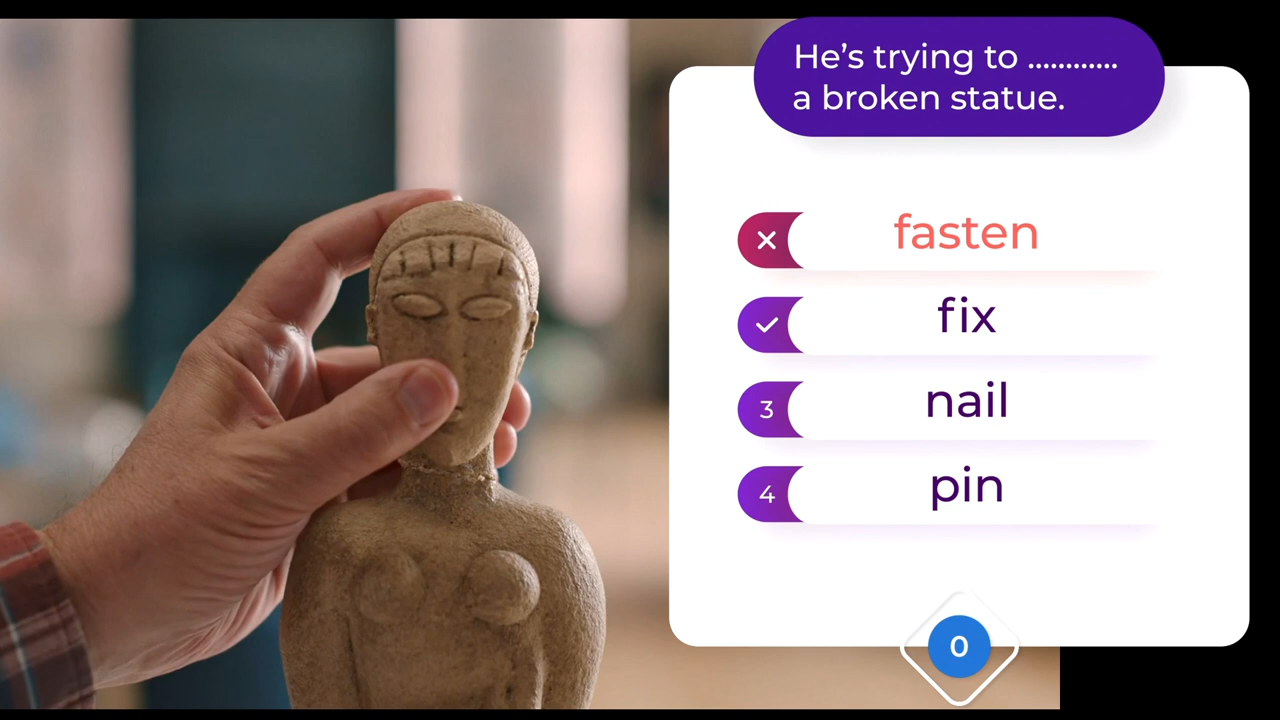 He’s trying to ............
a broken statue.
fasten
fix
3 nail
4 pin
0